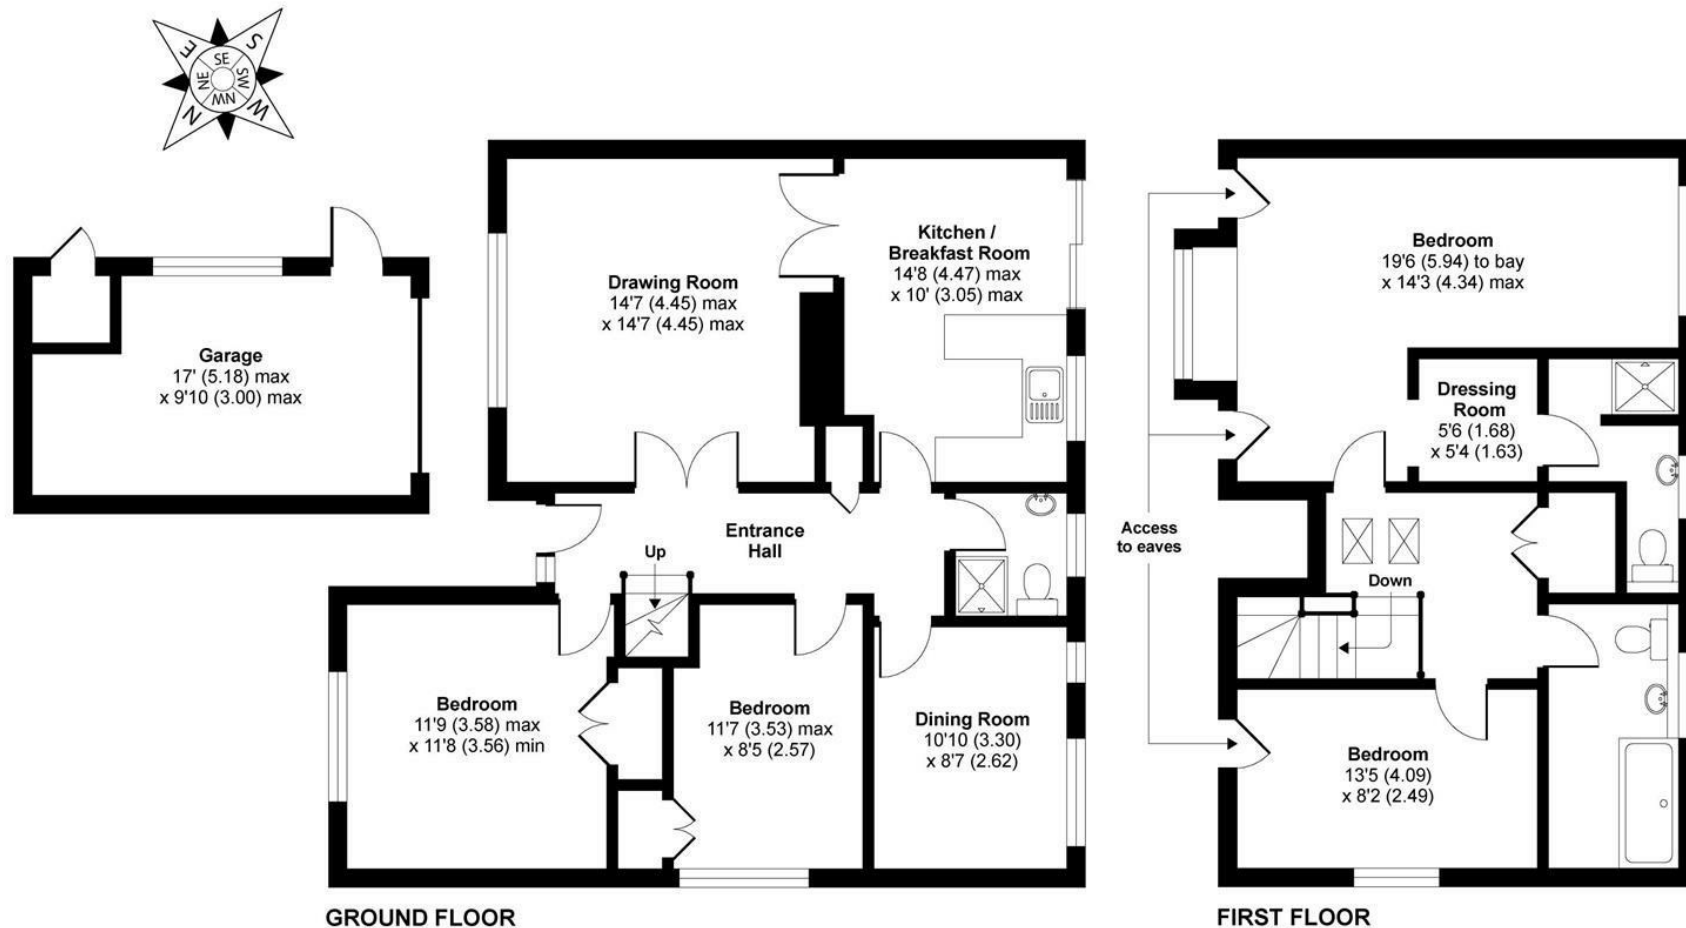 S
E
SE
NE
SW
NW
N
W
Garage
17' (5.18) max
x 9'10 (3.00) max
Drawing Room
14'7 (4.45) max
x 14'7 (4.45) max
Kitchen /
Breakfast Room
14'8 (4.47) max
x 10' (3.05) max
Entrance
Hall
Up
Bedroom
11'9 (3.58) max
x 11'8 (3.56) min
Bedroom
11'7 (3.53) max
x 8'5 (2.57)
Dining Room
10'10 (3.30)
x 8'7 (2.62)
GROUND FLOOR
Bedroom
19'6 (5.94) to bay
x 14'3 (4.34) max
Dressing
Room
5'6 (1.68)
x 5'4 (1.63)
Access
to eaves
Down
Bedroom
13'5 (4.09)
x 8'2 (2.49)
FIRST FLOOR